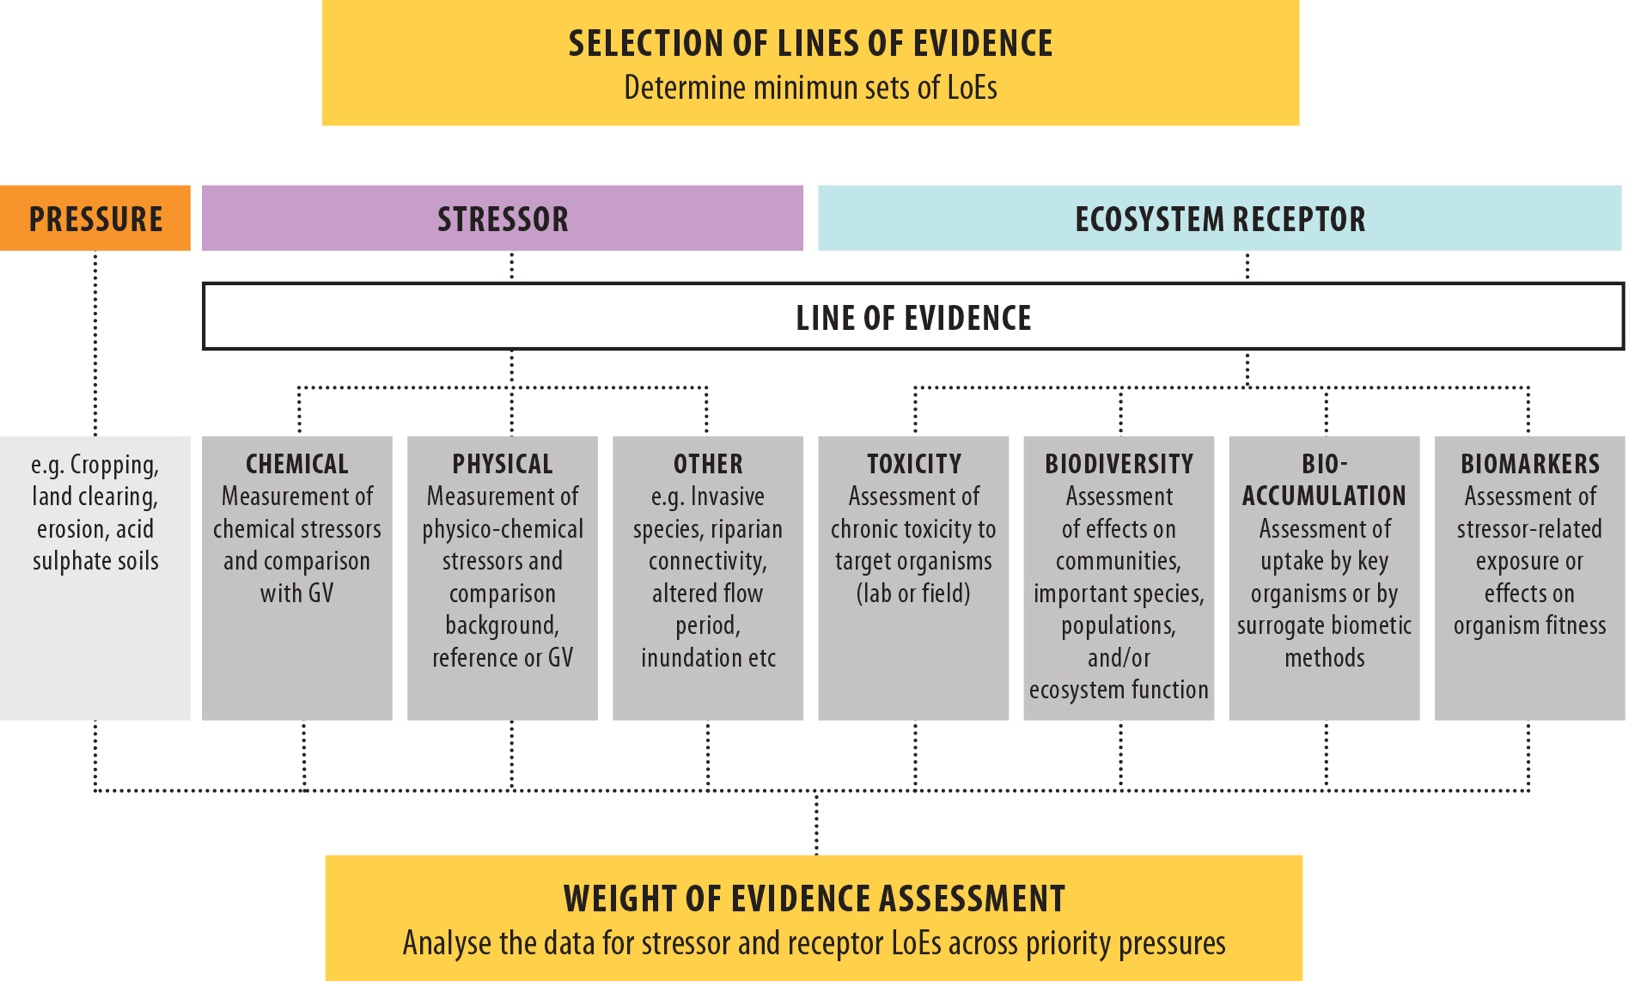 SELECTION OF LINES OF EVIDENCE
Determine minimun sets of LoEs
PRESSURE
STRESSOR
ECOSYSTEM RECEPTOR
LINE OF EVIDENCE
e.g. Cropping,
land clearing,
erosion, acid
sulphate soils
CHEMICAL
Measurement of
chemical stressors
and comparison
with GV
PHYSICAL
Measurement of
physico-chemical
stressors and
comparison
background,
reference or GV
OTHER
e.g. Invasive
species, riparian
connectivity,
altered flow
period,
inundation etc
TOXICITY
Assessment of
chronic toxicity to
target organisms
(lab or field)
BIODIVERSITY
Assessment
of effects on
communities,
important species,
populations,
and/or
ecosystem function
BIO-
ACCUMULATION
Assessment of
uptake by key
organisms or by
surrogate biometic
methods
BIOMARKERS
Assessment of
stressor-related
exposure or
effects on
organism fitness
WEIGHT OF EVIDENCE ASSESSMENT
Analyse the data for stressor and receptor LoEs across priority pressures